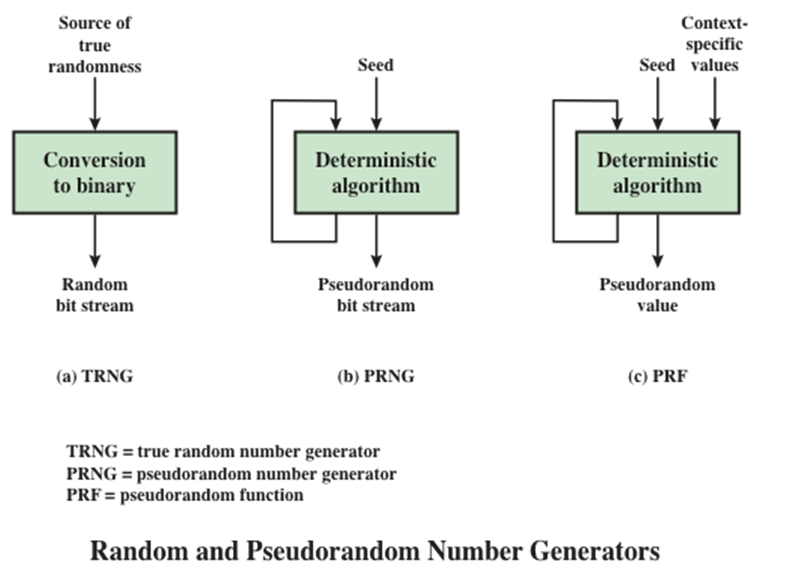 Source of
true
randomness
Conversion
to binary
Random
bit stream
(a) TRNG
Seed
Deterministic
algorithm
Pseudorandom
bit stream
(b) PRNG
Context-
specific
Seed values
Deterministic
algorithm
Pseudorandom
value
(c) PRF
TRNG = true random number generator
PRNG = pseudorandom number generator
PRF = pseudorandom function
Random and Pseudorandom Number Generators